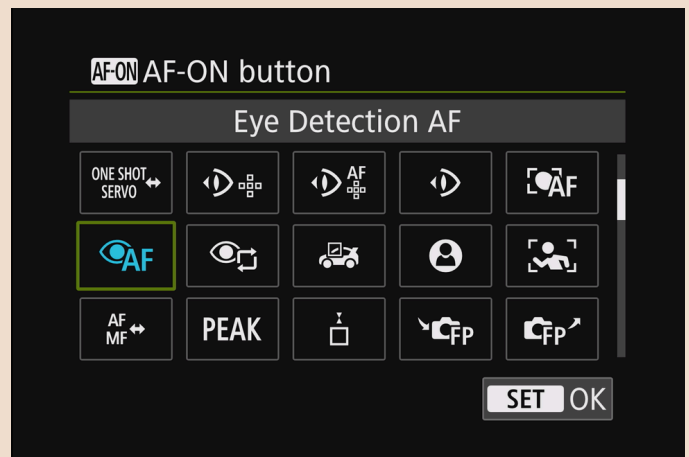 AF-ON AF-ON button
Eye Detection AF
ONE SHOT
SERVO
AF
AF
AF
AF
MF
PEAK
FP
FP
SET OK